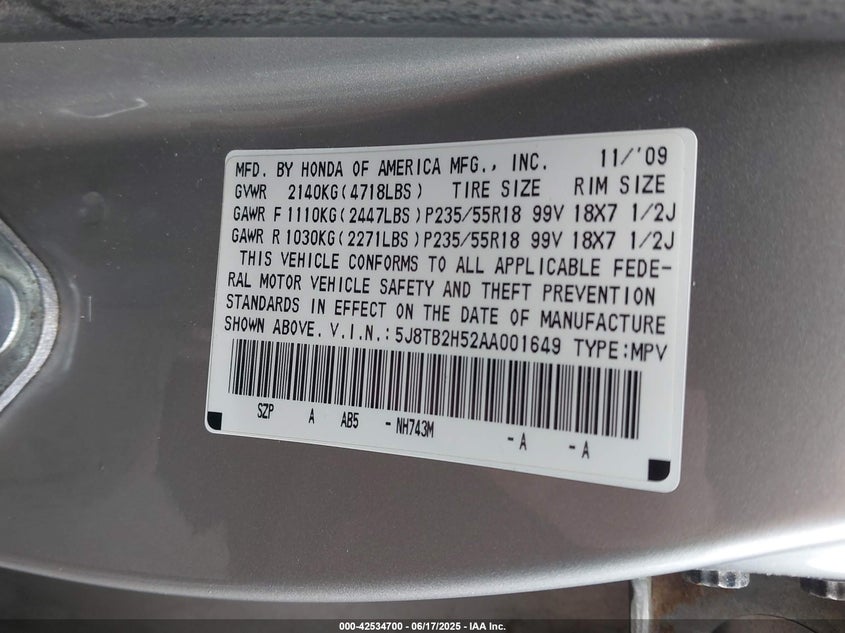 MFD. BY HONDA OF AMERICA MFG., INC. 11/'09
GVWR 2140KG(4718LBS) TIRE SIZE RIM SIZE
GAWR F 1110KG(2447LBS) P235/55R18 99V 18X7 1/2J
GAWR R 1030KG(2271LBS) P235/55R18 99V 18X7 1/2J
THIS VEHICLE CONFORMS TO ALL APPLICABLE FEDE-
RAL MOTOR VEHICLE SAFETY AND THEFT PREVENTION
STANDARDS IN EFFECT ON THE DATE OF MANUFACTURE
SHOWN ABOVE. V.I.N.: 5J8TB2H52AA001649 TYPE:MPV
SZP A AB5 - NH743M - A - A
000-42534700 - 06/17/2025 - IAA Inc.